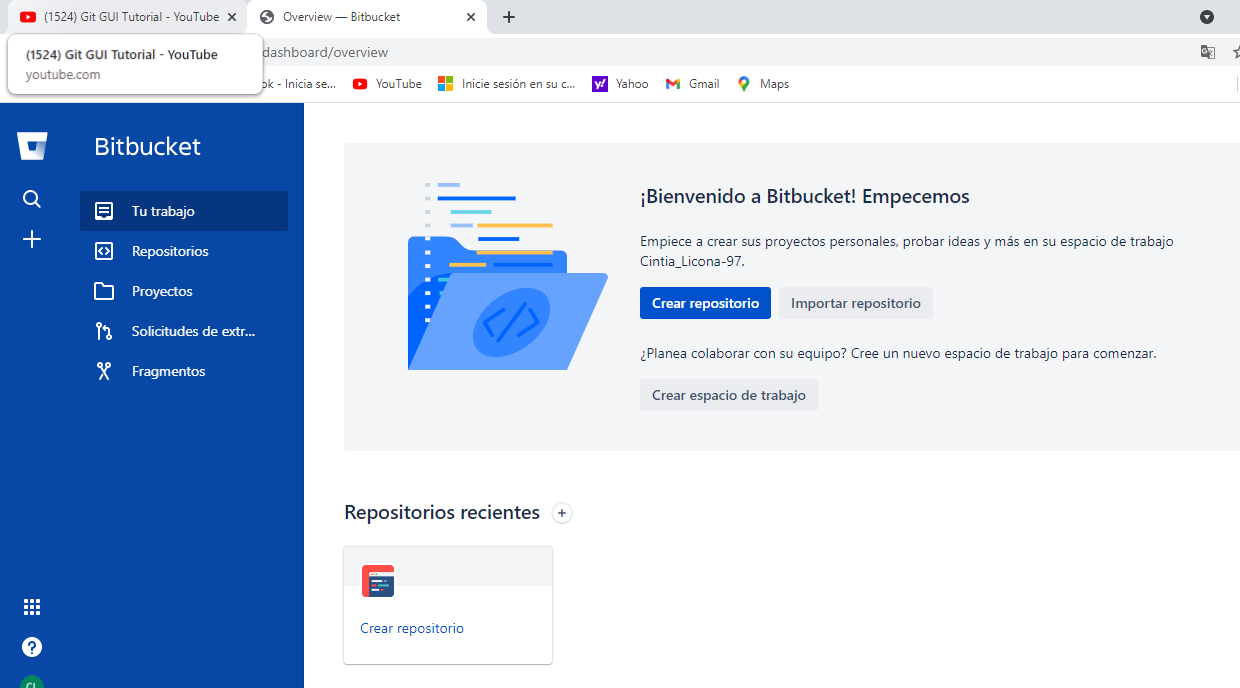 (1524) Git GUI Tutorial - YouTube
Overview — Bitbucket
(1524) Git GUI Tutorial - YouTube
youtube.com
dashboard/overview
ok - Inicia se...
YouTube
Inicie sesión en su c...
Yahoo
Gmail
Maps
Bitbucket
Tu trabajo
Repositorios
Proyectos
Solicitudes de extr...
Fragmentos
¡Bienvenido a Bitbucket! Empecemos
Empiece a crear sus proyectos personales, probar ideas y más en su espacio de trabajo
Cintia_Licona-97.
Crear repositorio
Importar repositorio
¿Planea colaborar con su equipo? Cree un nuevo espacio de trabajo para comenzar.
Crear espacio de trabajo
Repositorios recientes
Crear repositorio
CL